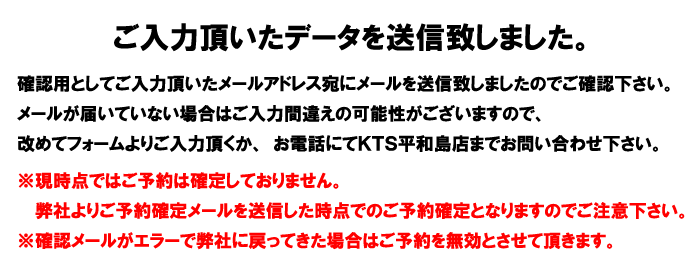 ご入力頂いたデータを送信致しました。
確認用としてご入力頂いたメールアドレス宛にメールを送信致しましたのでご確認下さい。
メールが届いていない場合はご入力間違えの可能性がございますので、
改めてフォームよりご入力頂くか、お電話にてKTS平和島店までお問い合わせ下さい。
※現時点ではご予約は確定しておりません。
弊社よりご予約確定メールを送信した時点でのご予約確定となりますのでご注意下さい。
※確認メールがエラーで弊社に戻ってきた場合はご予約を無効とさせて頂きます。